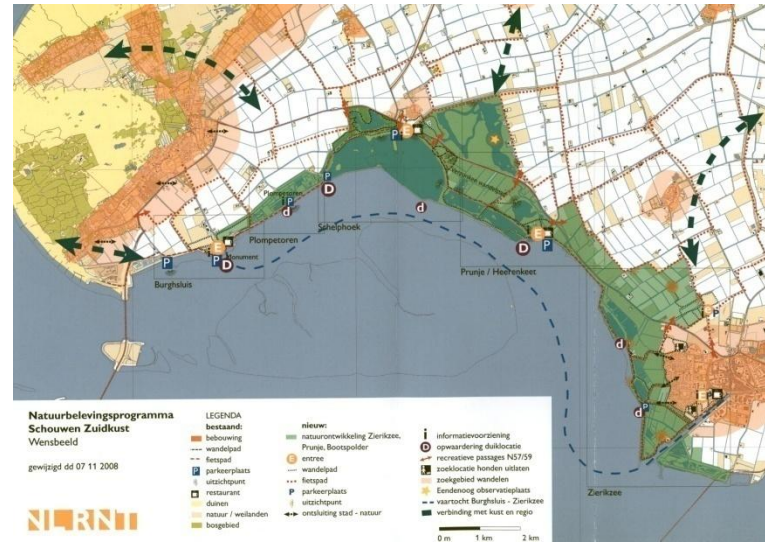 Plompetoren
Schelphoek
Plompetoren
Monument
Burghsluis
Prunje / Heerenkeet
Zierikzee
Natuurbelevingsprogramma
Schouwen Zuidkust
Wensbeeld
gewijzigd dd 07 11 2008
NLRNT
LEGENDA
bestaand:
bebouwing
wandelpad
fietspad
P parkeerplaats
uitzichtpunt
restaurant
duinen
natuur / weilanden
bosgebied
nieuw:
natuurontwikkeling Zierikzee,
Prunje, Bootspolder
E entree
wandelpad
fietspad
P parkeerplaats
uitzichtpunt
ontsluiting stad - natuur
i informatievoorziening
D opwaardering duiklocatie
recreatieve passages N57/59
zoeklocatie honden uitlaten
zoekgebied wandelen
Eendenoog observatieplaats
vaartocht Burghsluis - Zierikzee
verbinding met kust en regio
0 m 1 km 2 km